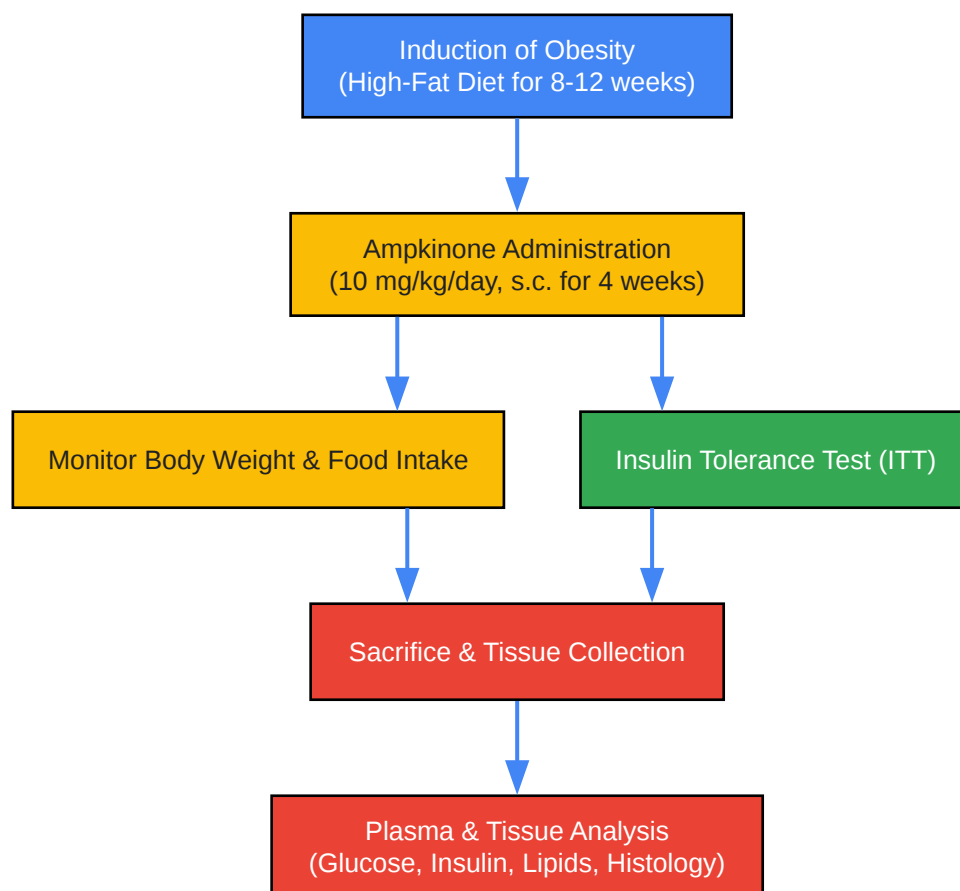 Induction of Obesity
(High-Fat Diet for 8-12 weeks)
Ampkinone Administration
(10 mg/kg/day, s.c. for 4 weeks)
Monitor Body Weight & Food Intake
Insulin Tolerance Test (ITT)
Sacrifice & Tissue Collection
Plasma & Tissue Analysis
(Glucose, Insulin, Lipids, Histology)